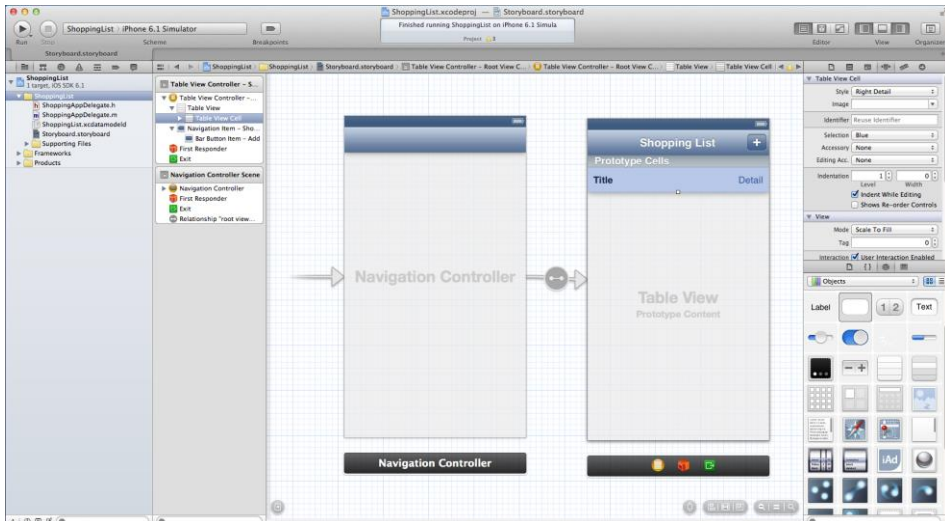 ShoppingList.xcodeproj — Storyboard.storyboard
Run
Stop
ShoppingList
iPhone 6.1 Simulator
Scheme
Breakpoints
Finished running ShoppingList on iPhone 6.1 Simula
Project
Editor
View
Organizer
Storyboard.storyboard
ShoppingList
1 target, iOS SDK 6.1
ShoppingList
ShoppingAppDelegate.h
ShoppingAppDelegate.m
ShoppingList.xcdatamodeld
Storyboard.storyboard
Supporting Files
Frameworks
Products
ShoppingList
ShoppingList
Storyboard.storyboard
Table View Controller – Root View C...
Table View Controller – Root View C...
Table View
Table View Cell
Table View Controller – S...
Table View Controller –...
Table View
Table View Cell
Navigation Item – Sho...
Bar Button Item – Add
First Responder
Exit
Navigation Controller Scene
Navigation Controller
First Responder
Exit
Relationship "root view...
Navigation Controller
Navigation Controller
Shopping List
+
Prototype Cells
Title
Detail
Table View
Prototype Content
Table View Cell
Style Right Detail
Image
Identifier Reuse Identifier
Selection Blue
Accessory None
Editing Acc. None
Indentation 1 0
Level Width
Indent While Editing
Shows Re-order Controls
View
Mode Scale To Fill
Tag 0
Interaction User Interaction Enabled
Objects
Label
1 2
Text
iAd